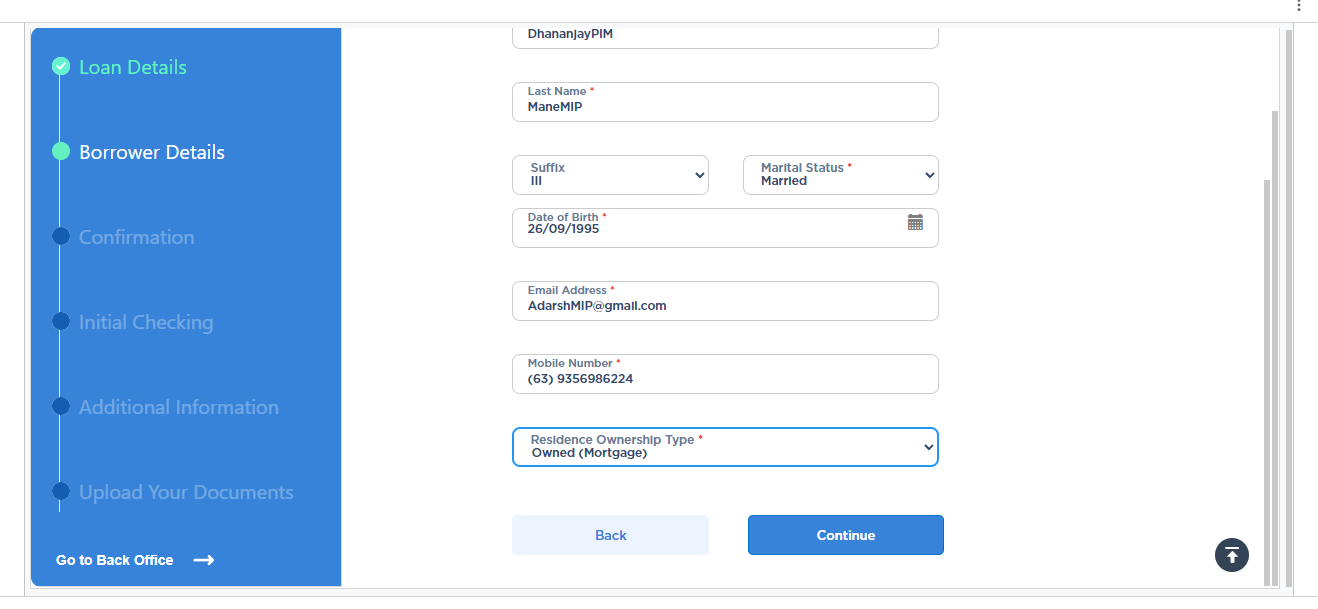 Loan Details
Borrower Details
Confirmation
Initial Checking
Additional Information
Upload Your Documents
Go to Back Office
DhananjayPIM
Last Name *
ManeMIP
Suffix
III
Marital Status *
Married
Date of Birth *
26/09/1995
Email Address *
AdarshMIP@gmail.com
Mobile Number *
(63) 9356986224
Residence Ownership Type *
Owned (Mortgage)
Back
Continue